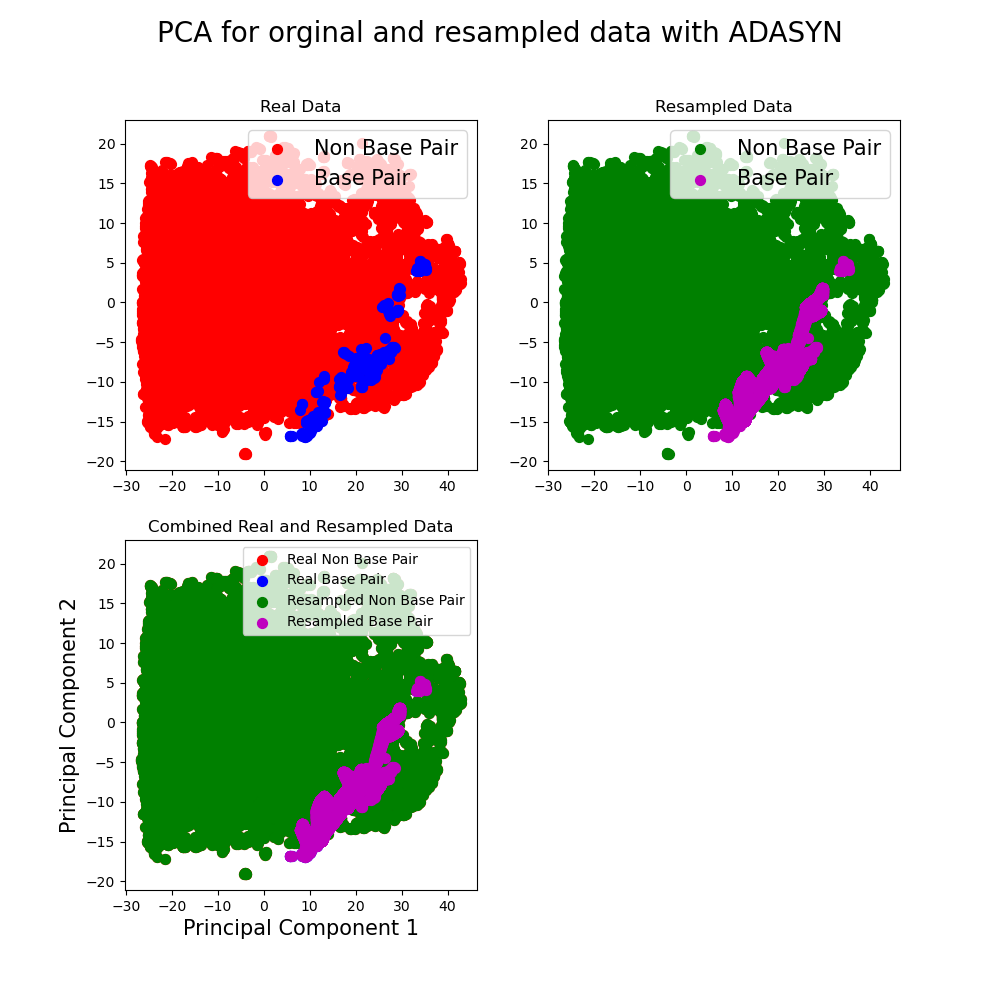 PCA for orginal and resampled data with ADASYN
Real Data
Non Base Pair
Base Pair
20
15
10
5
0
−5
−10
−15
−20
−30 −20 −10 0 10 20 30 40
Resampled Data
Non Base Pair
Base Pair
20
15
10
5
0
−5
−10
−15
−20
−30 −20 −10 0 10 20 30 40
Combined Real and Resampled Data
Real Non Base Pair
Real Base Pair
Resampled Non Base Pair
Resampled Base Pair
Principal Component 2
20
15
10
5
0
−5
−10
−15
−20
−30 −20 −10 0 10 20 30 40
Principal Component 1